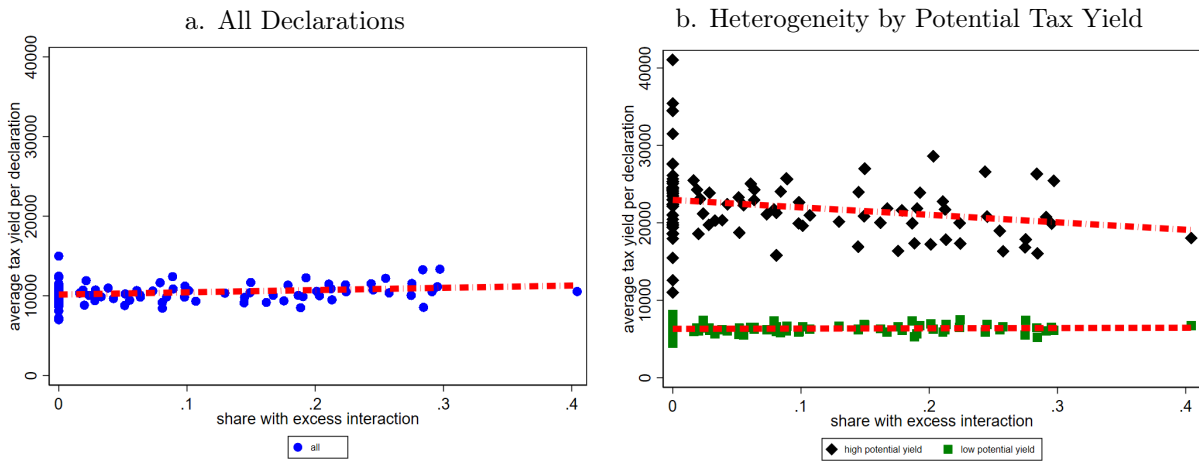 a. All Declarations
average tax yield per declaration
40000
30000
20000
10000
0
0 .1 .2 .3 .4
share with excess interaction
all
b. Heterogeneity by Potential Tax Yield
average tax yield per declaration
40000
30000
20000
10000
0
0 .1 .2 .3 .4
share with excess interaction
high potential yield low potential yield